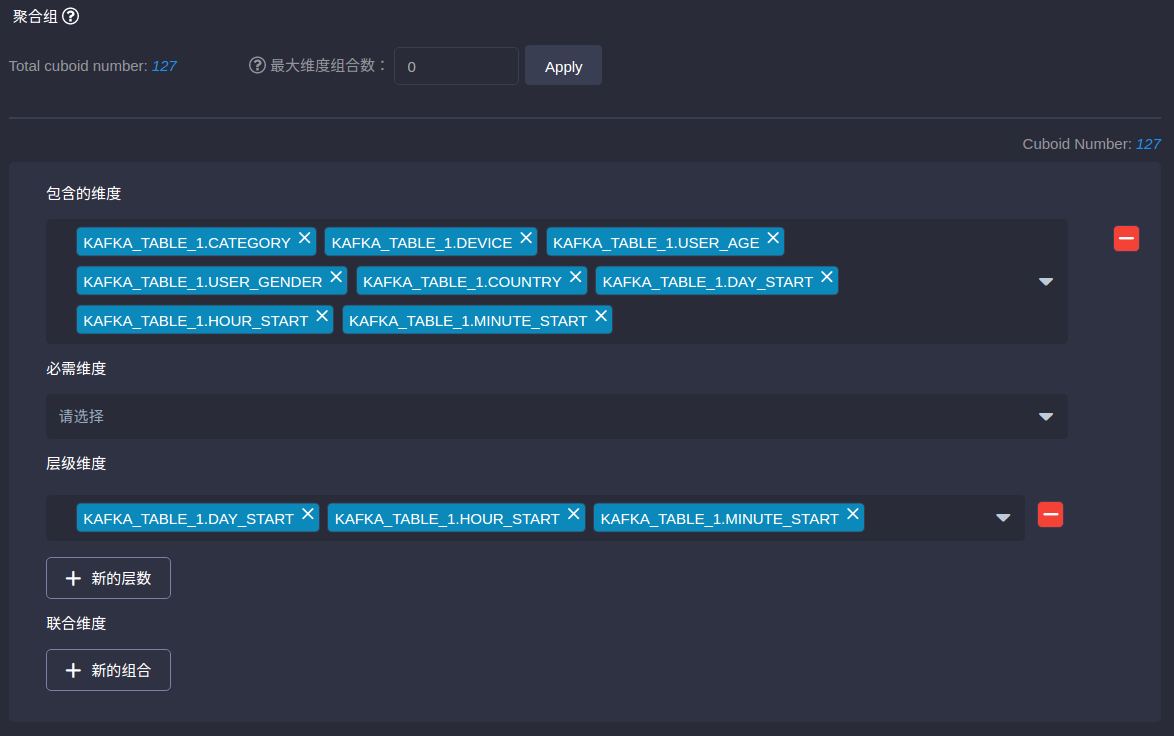 聚合组
Total cuboid number: 127 最大维度组合数： 0 Apply
Cuboid Number: 127
包含的维度
KAFKA_TABLE_1.CATEGORY KAFKA_TABLE_1.DEVICE KAFKA_TABLE_1.USER_AGE
KAFKA_TABLE_1.USER_GENDER KAFKA_TABLE_1.COUNTRY KAFKA_TABLE_1.DAY_START
KAFKA_TABLE_1.HOUR_START KAFKA_TABLE_1.MINUTE_START
必需维度
请选择
层级维度
KAFKA_TABLE_1.DAY_START KAFKA_TABLE_1.HOUR_START KAFKA_TABLE_1.MINUTE_START
新的层数
联合维度
新的组合